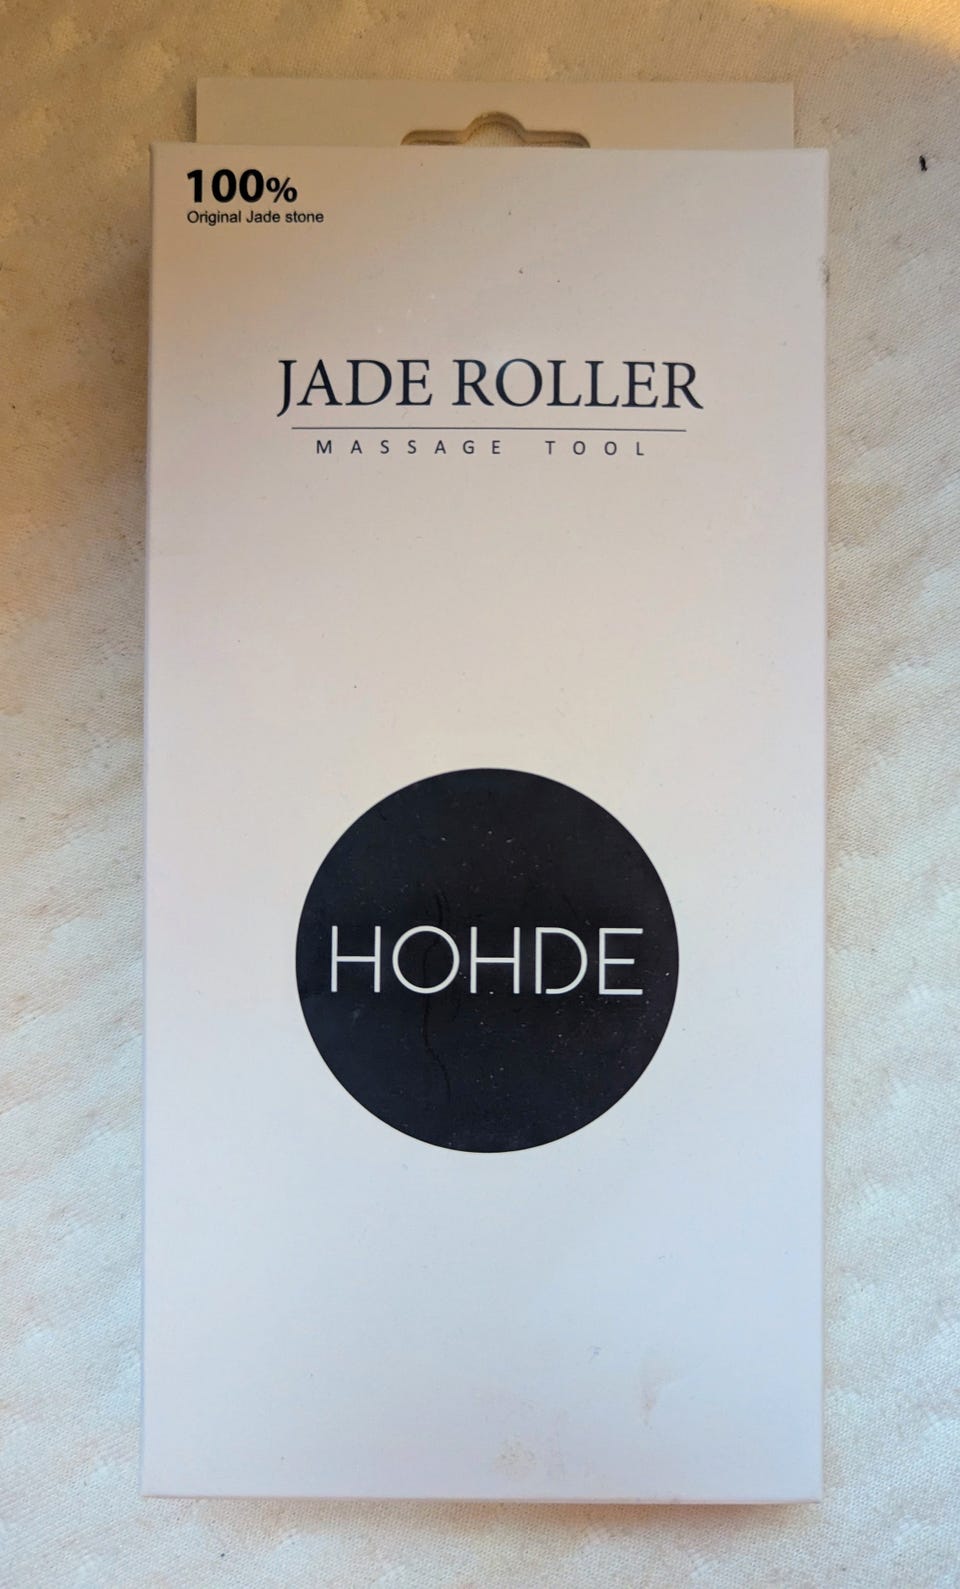 100%
Original Jade stone
JADE ROLLER
MASSAGE TOOL
HOHDE